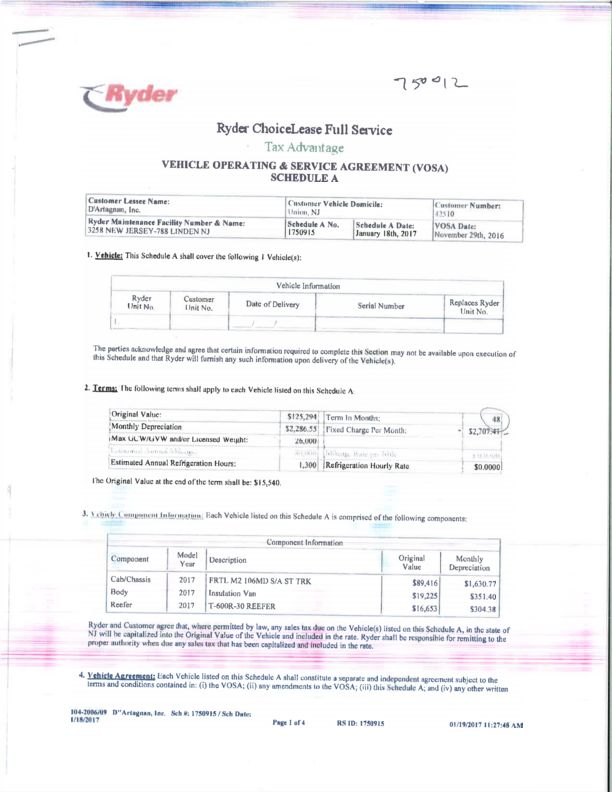 750012
Ryder
Ryder ChoiceLease Full Service
Tax Advantage
VEHICLE OPERATING & SERVICE AGREEMENT (VOSA)
SCHEDULE A
Customer Lessee Name:
D'Artagnan, Inc.
Customer Vehicle Domicile:
Union, NJ
Customer Number:
42510
Ryder Maintenance Facility Number & Name:
3258 NEW JERSEY-788 LINDEN NJ
Schedule A No.
1750915
Schedule A Date:
January 18th, 2017
VOSA Date:
November 29th, 2016
1. Vehicle: This Schedule A shall cover the following 1 Vehicle(s):
Vehicle Information
Ryder Unit No. Customer Unit No. Date of Delivery Serial Number Replaces Ryder Unit No.
1 / /
The parties acknowledge and agree that certain information required to complete this Section may not be available upon execution of
this Schedule and that Ryder will furnish any such information upon delivery of the Vehicle(s).
2. Terms: The following terms shall apply to each Vehicle listed on this Schedule A
Original Value: $125,294 Term In Months: 48
Monthly Depreciation $2,286.55 Fixed Charge Per Month: $2,707.41
Max GCW/GVW and/or Licensed Weight: 26,000
Estimated Annual Mileage: Mileage Rate per Mile
Estimated Annual Refrigeration Hours: 1,300 Refrigeration Hourly Rate $0.0000
The Original Value at the end of the term shall be: $15,540.
3. Vehicle Component Information: Each Vehicle listed on this Schedule A is comprised of the following components:
Component Information
Component Model Year Description Original Value Monthly Depreciation
Cab/Chassis 2017 FRTL M2 106MD S/A ST TRK $89,416 $1,630.77
Body 2017 Insulation Van $19,225 $351.40
Reefer 2017 T-600R-30 REEFER $16,653 $304.38
Ryder and Customer agree that, where permitted by law, any sales tax due on the Vehicle(s) listed on this Schedule A, in the state of
NJ will be capitalized into the Original Value of the Vehicle and included in the rate. Ryder shall be responsible for remitting to the
proper authority when due any sales tax that has been capitalized and included in the rate.
4. Vehicle Agreement: Each Vehicle listed on this Schedule A shall constitute a separate and independent agreement subject to the
terms and conditions contained in: (i) the VOSA; (ii) any amendments to the VOSA; (iii) this Schedule A; and (iv) any other written
104-2006/09 D"Artagnan, Inc. Sch #: 1750915 / Sch Date:
1/18/2017
Page 1 of 4
RS ID: 1750915
01/19/2017 11:27:48 AM